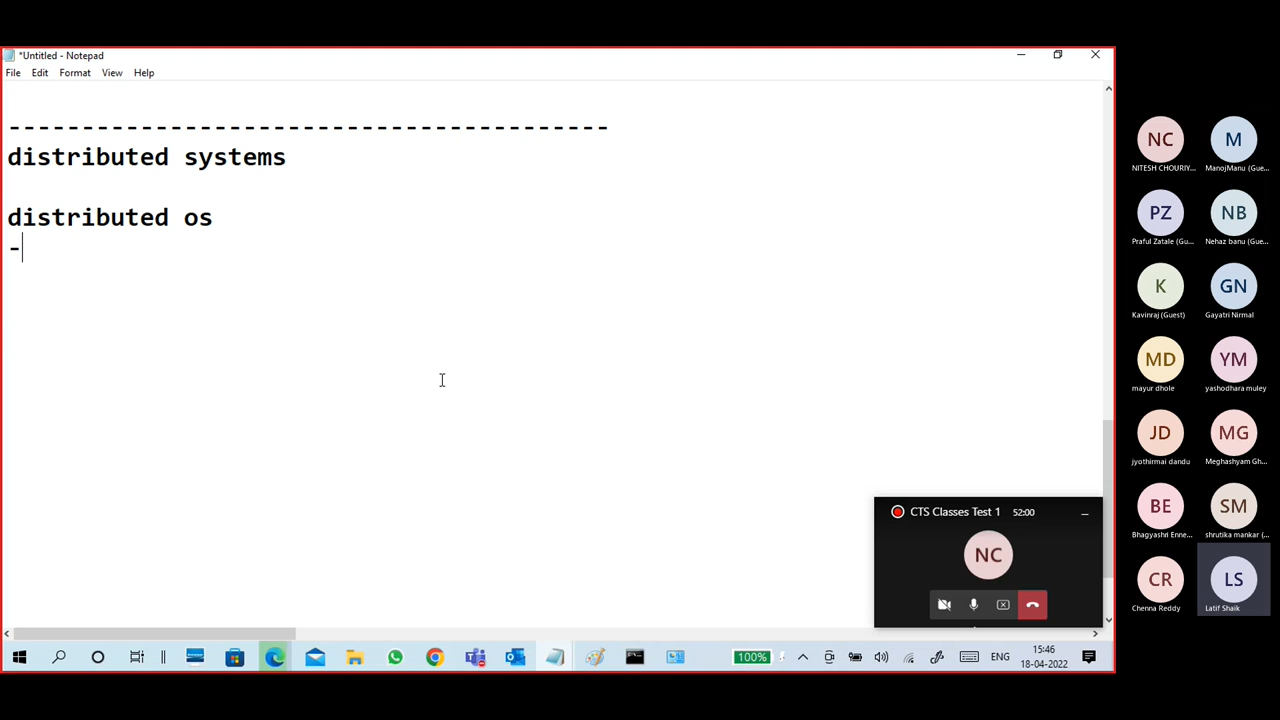 *Untitled - Notepad
File Edit Format View Help
-----------------------------------------
distributed systems
distributed os
-
CTS Classes Test 1 52:00
NC
NC M
NITESH CHOURIY... ManojManu (Gue...
PZ NB
Praful Zatale (Gu... Nehaz banu (Gue...
K GN
Kavinraj (Guest) Gayatri Nirmal
MD YM
mayur dhole yashodhara muley
JD MG
jyothirmai dandu Meghashyam Gh...
BE SM
Bhagyashri Enne... shrutika mankar (...
CR LS
Chenna Reddy Latif Shaik
100% ENG 15:46
18-04-2022